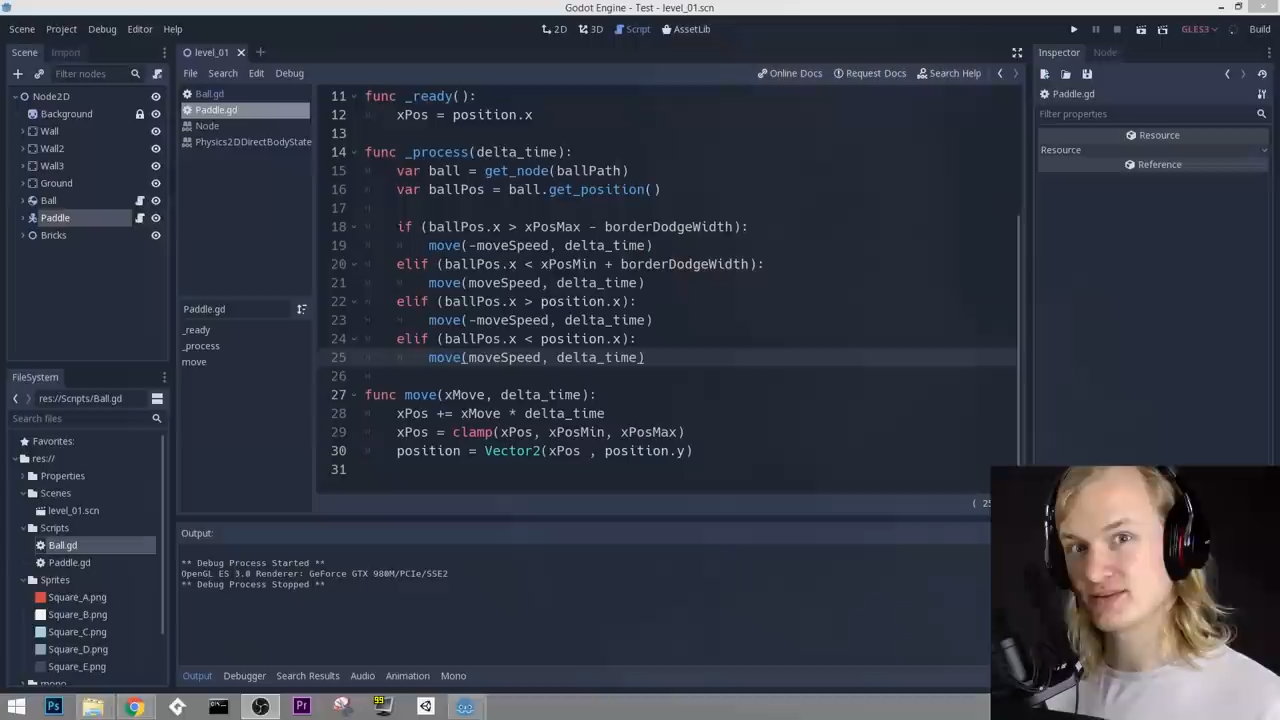 Godot Engine - Test - level_01.scn
Scene Project Debug Editor Help
2D 3D Script AssetLib
GLES3 Build
Scene Import
Filter nodes
Node2D
Background
Wall
Wall2
Wall3
Ground
Ball
Paddle
Bricks
FileSystem
res://Scripts/Ball.gd
Search files
Favorites:
res://
Properties
Scenes
level_01.scn
Scripts
Ball.gd
Paddle.gd
Sprites
Square_A.png
Square_B.png
Square_C.png
Square_D.png
Square_E.png
mono
level_01
File Search Edit Debug
Online Docs Request Docs Search Help
Ball.gd
Paddle.gd
Node
Physics2DDirectBodyState
Paddle.gd
_ready
_process
move
11 func _ready():
12 xPos = position.x
13
14 func _process(delta_time):
15 var ball = get_node(ballPath)
16 var ballPos = ball.get_position()
17
18 if (ballPos.x > xPosMax - borderDodgeWidth):
19 move(-moveSpeed, delta_time)
20 elif (ballPos.x < xPosMin + borderDodgeWidth):
21 move(moveSpeed, delta_time)
22 elif (ballPos.x > position.x):
23 move(-moveSpeed, delta_time)
24 elif (ballPos.x < position.x):
25 move(moveSpeed, delta_time)
26
27 func move(xMove, delta_time):
28 xPos += xMove * delta_time
29 xPos = clamp(xPos, xPosMin, xPosMax)
30 position = Vector2(xPos , position.y)
31
( 25
Output:
** Debug Process Started **
OpenGL ES 3.0 Renderer: GeForce GTX 980M/PCIe/SSE2
** Debug Process Stopped **
Output Debugger Search Results Audio Animation Mono
Inspector Node
Paddle.gd
Filter properties
Resource
Resource
Reference
Ps
Pr
99